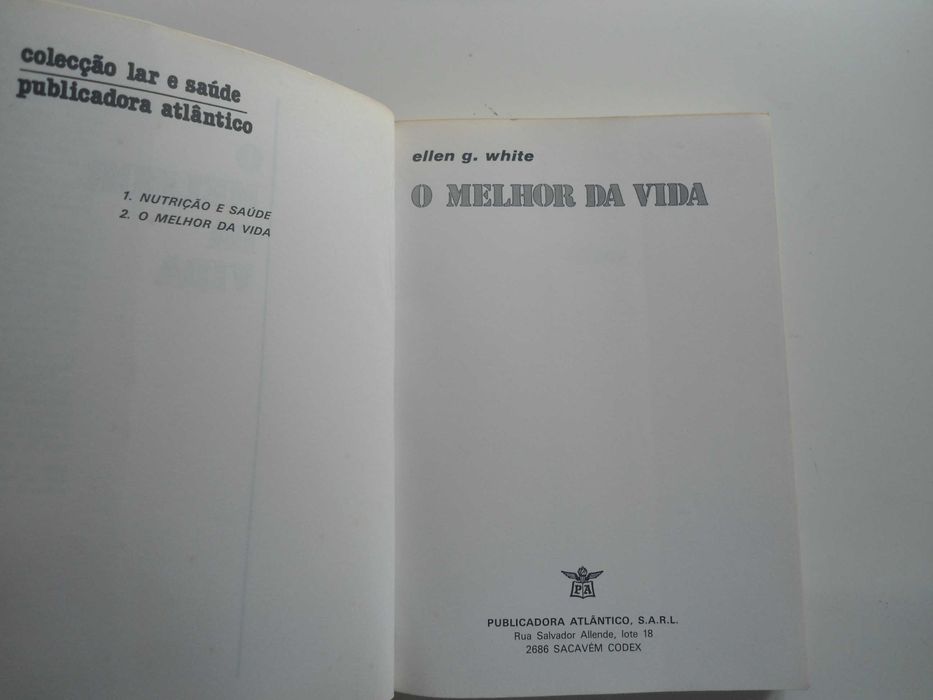 colecção lar e saúde
publicadora atlântico
1. NUTRIÇÃO E SAÚDE
2. O MELHOR DA VIDA
ellen g. white
O MELHOR DA VIDA
PA
PUBLICADORA ATLÂNTICO, S.A.R.L.
Rua Salvador Allende, lote 18
2686 SACAVÉM CODEX